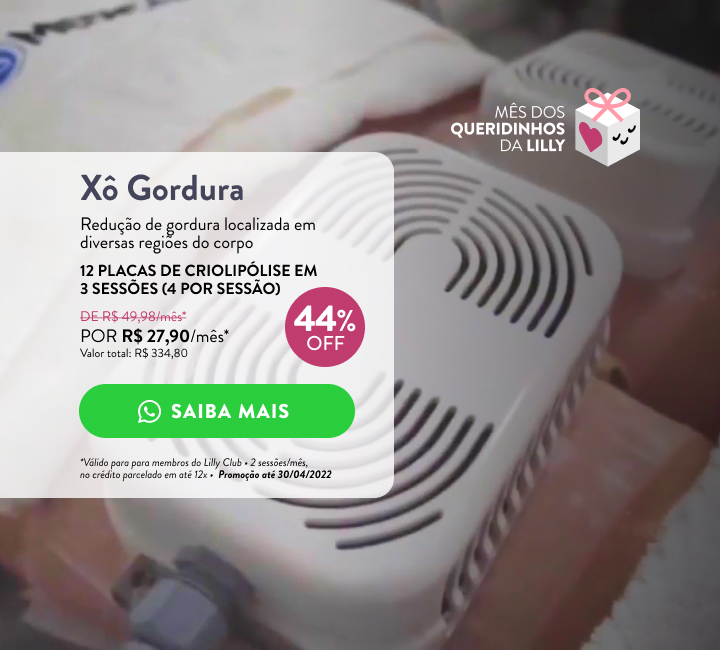 MÊS DOS
QUERIDINHOS
DA LILLY
Xô Gordura
Redução de gordura localizada em
diversas regiões do corpo
12 PLACAS DE CRIOLIPÓLISE EM
3 SESSÕES (4 POR SESSÃO)
DE R$ 49,98/mês*
POR R$ 27,90/mês*
Valor total: R$ 334,80
44%
OFF
SAIBA MAIS
*Válido para para membros do Lilly Club • 2 sessões/mês,
no crédito parcelado em até 12x • Promoção até 30/04/2022